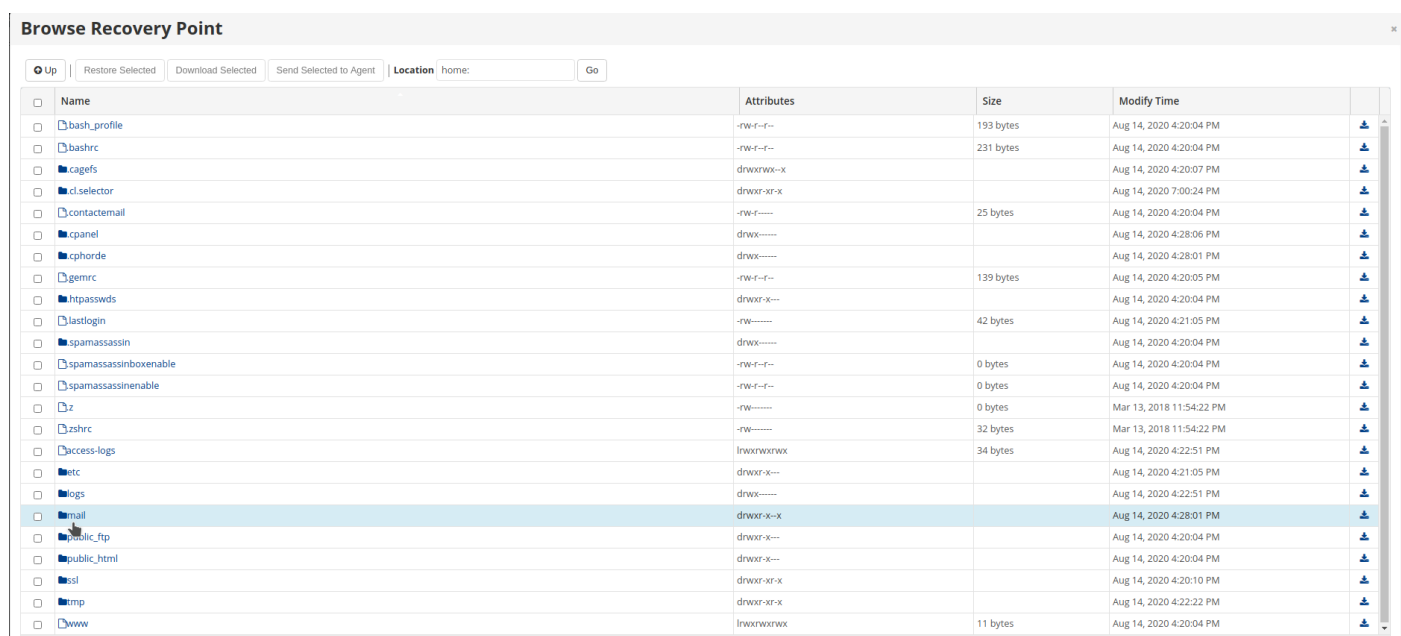 Browse Recovery Point
Up Restore Selected Download Selected Send Selected to Agent Location home: Go
Name Attributes Size Modify Time
.bash_profile -rw-r--r-- 193 bytes Aug 14, 2020 4:20:04 PM
.bashrc -rw-r--r-- 231 bytes Aug 14, 2020 4:20:04 PM
.cagefs drwxrwx--x Aug 14, 2020 4:20:07 PM
.cl.selector drwxr-xr-x Aug 14, 2020 7:00:24 PM
.contactemail -rw-r----- 25 bytes Aug 14, 2020 4:20:04 PM
.cpanel drwx------ Aug 14, 2020 4:28:06 PM
.cphorde drwx------ Aug 14, 2020 4:28:01 PM
.gemrc -rw-r--r-- 139 bytes Aug 14, 2020 4:20:05 PM
.htpasswds drwxr-x--- Aug 14, 2020 4:20:04 PM
.lastlogin -rw------- 42 bytes Aug 14, 2020 4:21:05 PM
.spamassassin drwx------ Aug 14, 2020 4:20:04 PM
.spamassassinboxenable -rw-r--r-- 0 bytes Aug 14, 2020 4:20:04 PM
.spamassassinenable -rw-r--r-- 0 bytes Aug 14, 2020 4:20:04 PM
.z -rw------- 0 bytes Mar 13, 2018 11:54:22 PM
.zshrc -rw------- 32 bytes Mar 13, 2018 11:54:22 PM
access-logs lrwxrwxrwx 34 bytes Aug 14, 2020 4:22:51 PM
etc drwxr-x--- Aug 14, 2020 4:21:05 PM
logs drwx------ Aug 14, 2020 4:22:51 PM
mail drwxr-x--x Aug 14, 2020 4:28:01 PM
public_ftp drwxr-x--- Aug 14, 2020 4:20:04 PM
public_html drwxr-x--- Aug 14, 2020 4:20:04 PM
ssl drwxr-xr-x Aug 14, 2020 4:20:10 PM
tmp drwxr-xr-x Aug 14, 2020 4:22:22 PM
www lrwxrwxrwx 11 bytes Aug 14, 2020 4:20:04 PM